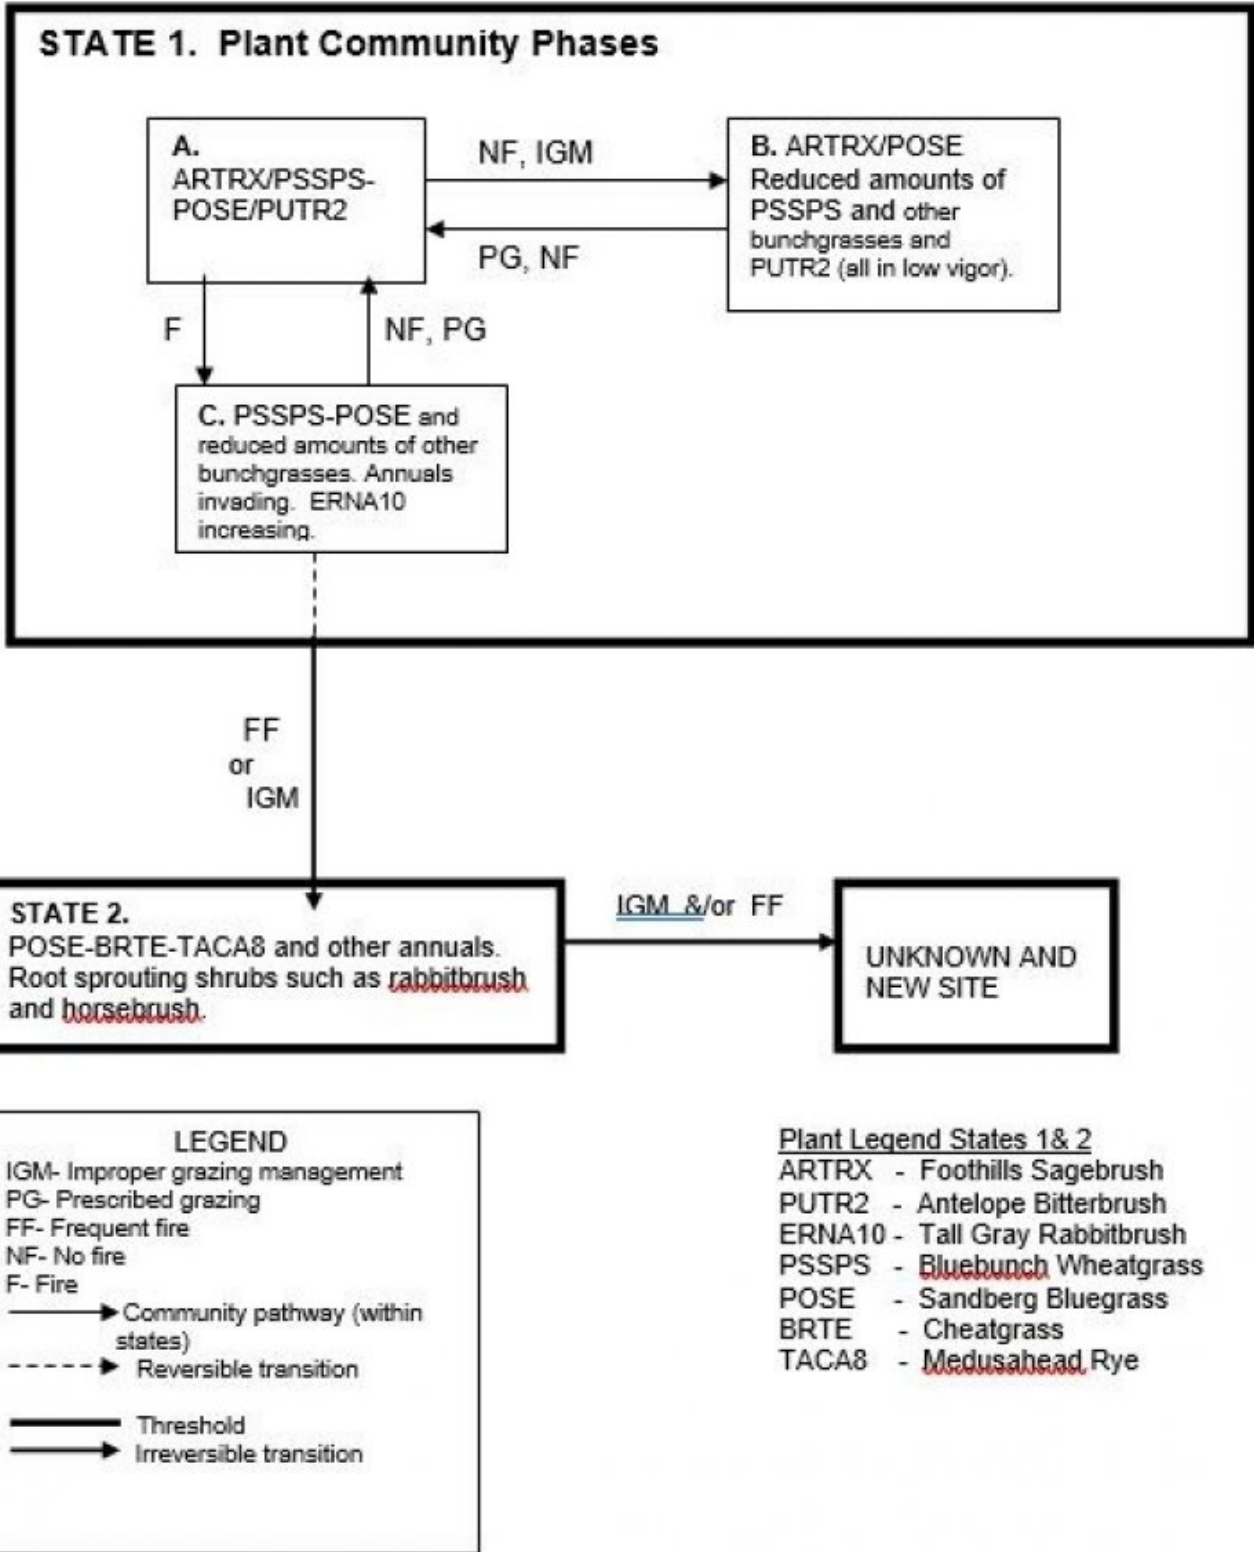 STATE 1. Plant Community Phases
A.
ARTRX/PSSPS-
POSE/PUTR2
NF, IGM
PG, NF
B. ARTRX/POSE
Reduced amounts of
PSSPS and other
bunchgrasses and
PUTR2 (all in low vigor).
F
NF, PG
C. PSSPS-POSE and
reduced amounts of other
bunchgrasses. Annuals
invading. ERNA10
increasing.
FF
or
IGM
STATE 2.
POSE-BRTE-TACA8 and other annuals.
Root sprouting shrubs such as rabbitbrush
and horsebrush.
IGM &/or FF
UNKNOWN AND
NEW SITE
LEGEND
IGM- Improper grazing management
PG- Prescribed grazing
FF- Frequent fire
NF- No fire
F- Fire
Community pathway (within
states)
Reversible transition
Threshold
Irreversible transition
Plant Legend States 1& 2
ARTRX - Foothills Sagebrush
PUTR2 - Antelope Bitterbrush
ERNA10 - Tall Gray Rabbitbrush
PSSPS - Bluebunch Wheatgrass
POSE - Sandberg Bluegrass
BRTE - Cheatgrass
TACA8 - Medusahead Rye